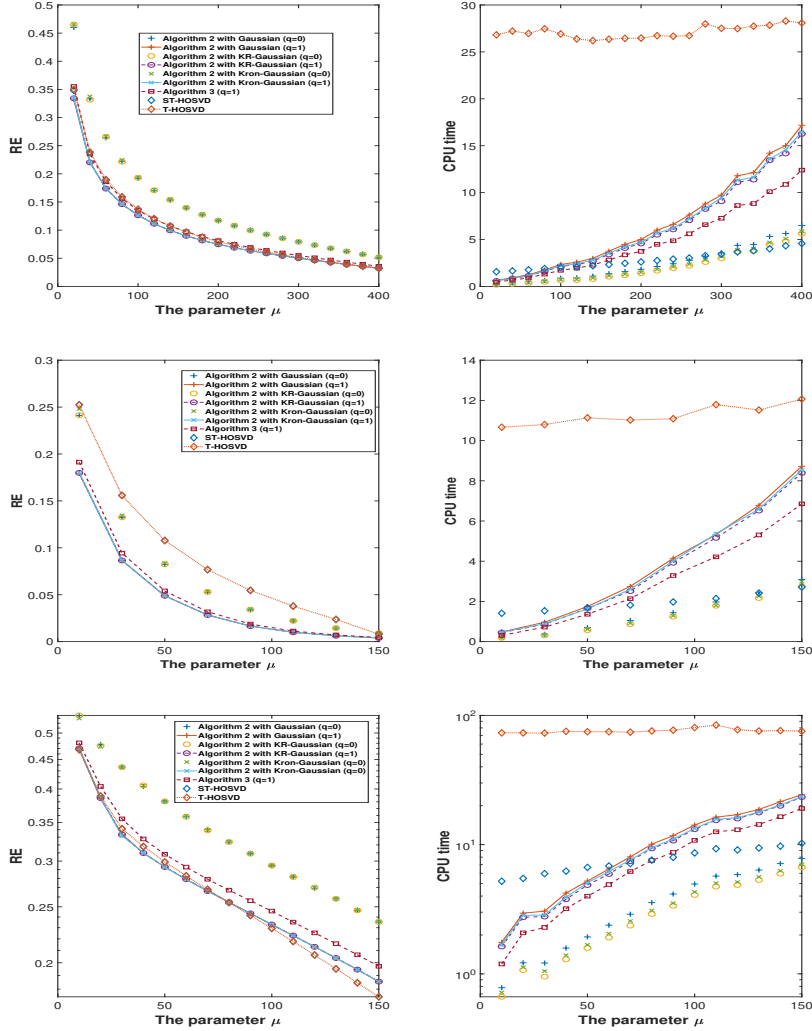 0.5
0.45
0.4
0.35
0.3
0.25
0.2
0.15
0.1
0.05
0
RE
0 100 200 300 400
The parameter μ
Algorithm 2 with Gaussian (q=0)
Algorithm 2 with Gaussian (q=1)
Algorithm 2 with KR-Gaussian (q=0)
Algorithm 2 with KR-Gaussian (q=1)
Algorithm 2 with Kron-Gaussian (q=0)
Algorithm 2 with Kron-Gaussian (q=1)
Algorithm 3 (q=1)
ST-HOSVD
T-HOSVD
30
25
20
15
10
5
0
CPU time
0 100 200 300 400
The parameter μ
0.3
0.25
0.2
0.15
0.1
0.05
0
RE
0 50 100 150
The parameter μ
Algorithm 2 with Gaussian (q=0)
Algorithm 2 with Gaussian (q=1)
Algorithm 2 with KR-Gaussian (q=0)
Algorithm 2 with KR-Gaussian (q=1)
Algorithm 2 with Kron-Gaussian (q=0)
Algorithm 2 with Kron-Gaussian (q=1)
Algorithm 3 (q=1)
ST-HOSVD
T-HOSVD
14
12
10
8
6
4
2
0
CPU time
0 50 100 150
The parameter μ
0.5
0.45
0.4
0.35
0.3
0.25
0.2
RE
0 50 100 150
The parameter μ
Algorithm 2 with Gaussian (q=0)
Algorithm 2 with Gaussian (q=1)
Algorithm 2 with KR-Gaussian (q=0)
Algorithm 2 with KR-Gaussian (q=1)
Algorithm 2 with Kron-Gaussian (q=0)
Algorithm 2 with Kron-Gaussian (q=0)
Algorithm 3 (q=1)
ST-HOSVD
T-HOSVD
10²
10¹
10⁰
CPU time
0 50 100 150
The parameter μ